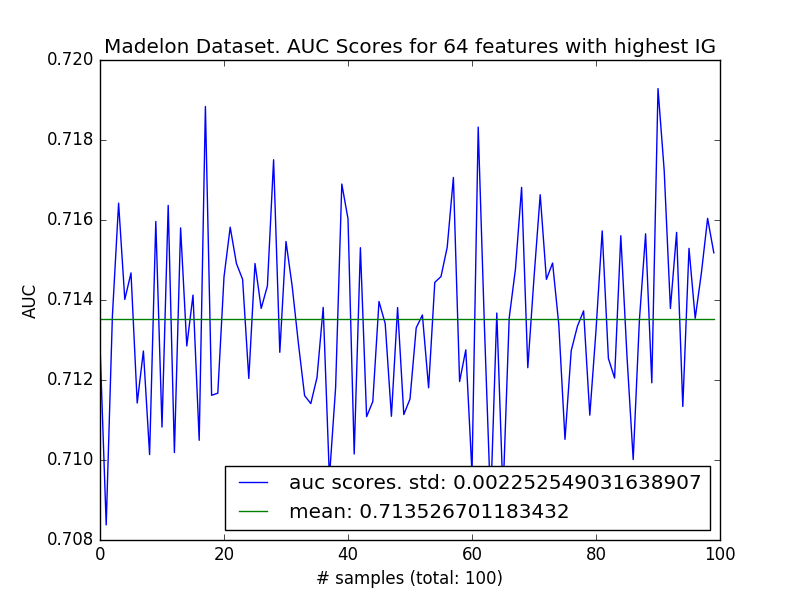 Madelon Dataset. AUC Scores for 64 features with highest IG
0.720
0.718
0.716
0.714
0.712
0.710
0.708
AUC
auc scores. std: 0.002252549031638907
mean: 0.713526701183432
0 20 40 60 80 100
# samples (total: 100)